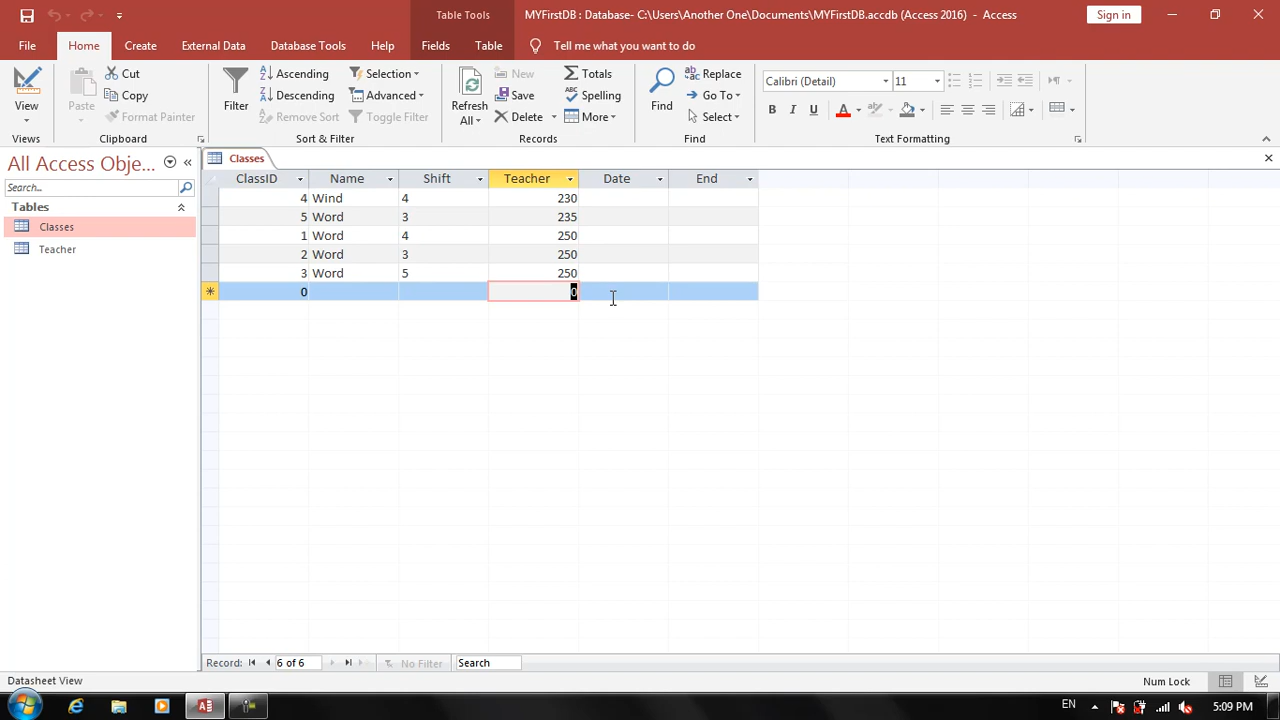 Table Tools
MYFirstDB : Database- C:\Users\Another One\Documents\MYFirstDB.accdb (Access 2016) - Access
Sign in
File
Home
Create
External Data
Database Tools
Help
Fields
Table
Tell me what you want to do
View
Views
Paste
Cut
Copy
Format Painter
Clipboard
Filter
Ascending
Descending
Remove Sort
Selection
Advanced
Toggle Filter
Sort & Filter
Refresh
All
New
Save
Delete
Totals
Spelling
More
Records
Find
Replace
Go To
Select
Find
Calibri (Detail)
11
B I U
A
Text Formatting
All Access Obje...
Search...
Tables
Classes
Teacher
Classes
ClassID Name Shift Teacher Date End
4 Wind 4 230
5 Word 3 235
1 Word 4 250
2 Word 3 250
3 Word 5 250
0 0
Record: 6 of 6 No Filter Search
Datasheet View
Num Lock
EN
5:09 PM